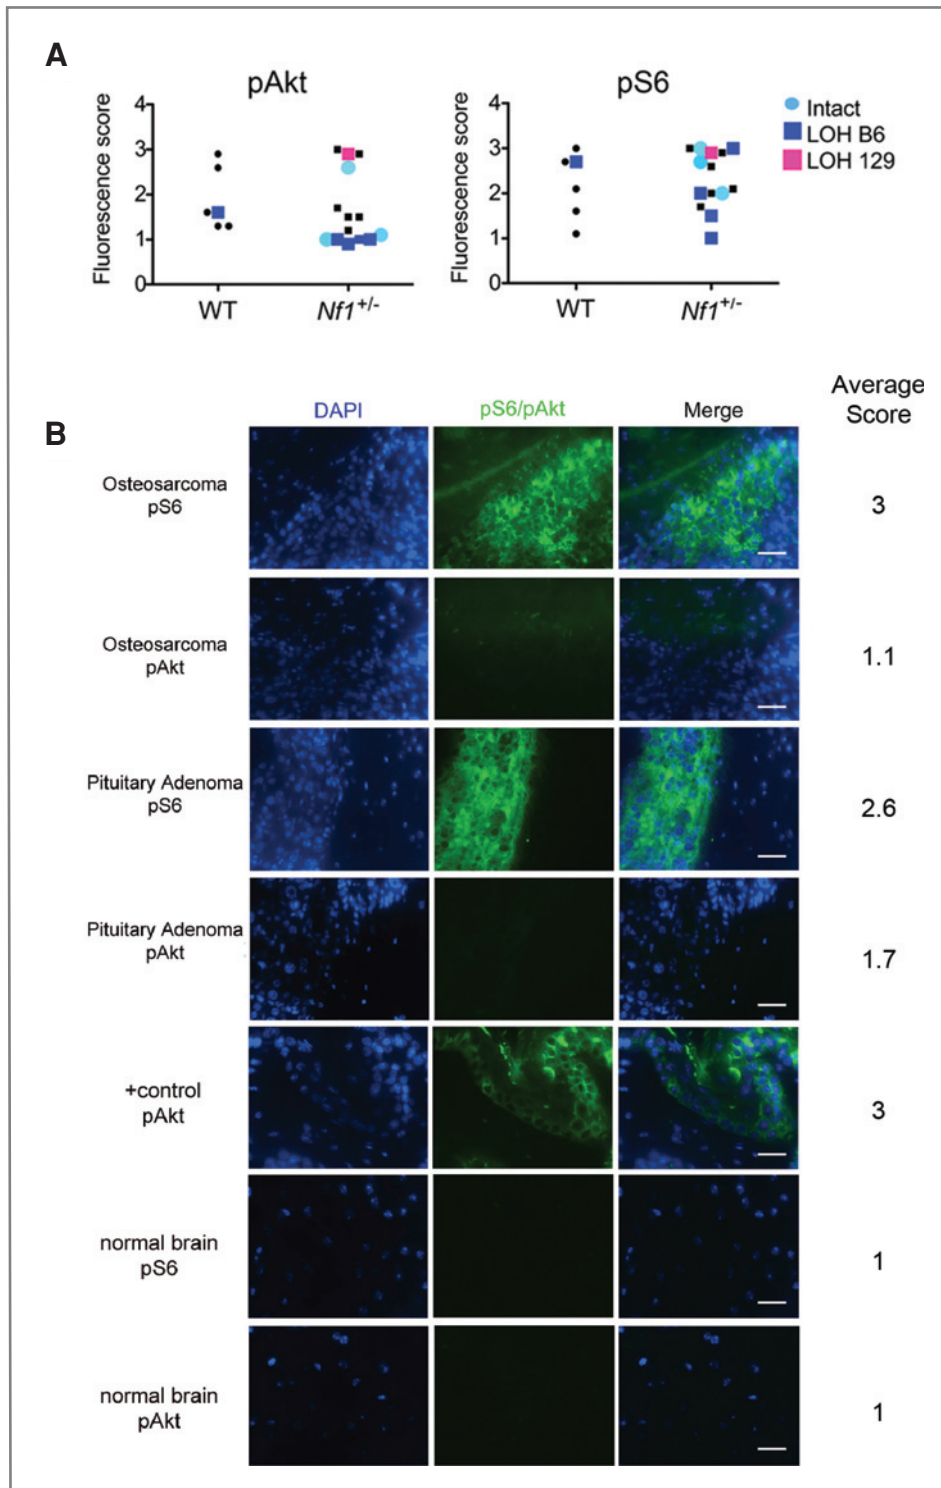 A
pAkt
pS6
Fluorescence score
4
3
2
1
0
WT
Nf1+/-
Fluorescence score
4
3
2
1
0
WT
Nf1+/-
Intact
LOH B6
LOH 129
B
DAPI
pS6/pAkt
Merge
Average
Score
Osteosarcoma
pS6
3
Osteosarcoma
pAkt
1.1
Pituitary Adenoma
pS6
2.6
Pituitary Adenoma
pAkt
1.7
+control
pAkt
3
normal brain
pS6
1
normal brain
pAkt
1